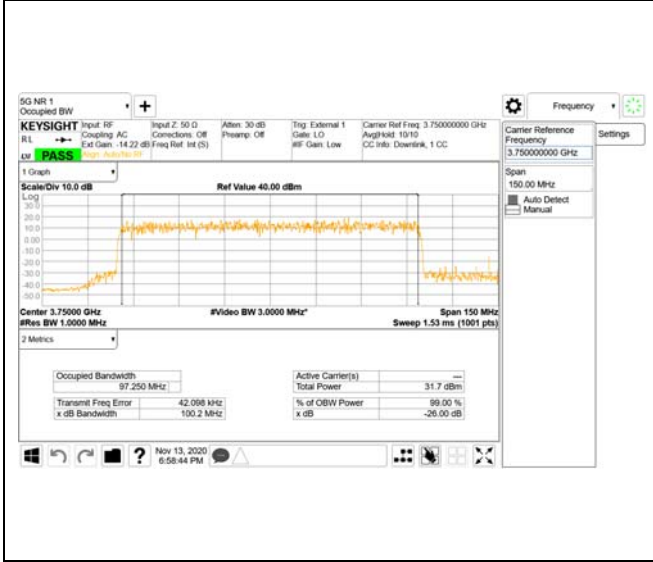 5G NR 1
Occupied BW
Frequency
KEYSIGHT
Input: RF
Input Z: 50 Ω
Atten: 30 dB
Trig: External 1
Carrier Ref Freq: 3.750000000 GHz
R L
Coupling: AC
Corrections: Off
Preamp: Off
Gate: LO
Avg|Hold: 10/10
Ext Gain: -14.22 dB
Freq Ref: Int (S)
#IF Gain: Low
CC Info: Downlink, 1 CC
PASS
Align: Auto/No RF
Carrier Reference
Frequency
3.750000000 GHz
Settings
Span
150.00 MHz
Auto Detect
Manual
1 Graph
Scale/Div 10.0 dB
Ref Value 40.00 dBm
Log
30.0
20.0
10.0
0.00
-10.0
-20.0
-30.0
-40.0
-50.0
Center 3.75000 GHz
#Video BW 3.0000 MHz*
Span 150 MHz
#Res BW 1.0000 MHz
Sweep 1.53 ms (1001 pts)
2 Metrics
Occupied Bandwidth
97.250 MHz
Active Carrier(s)
---
Total Power
31.7 dBm
Transmit Freq Error
42.098 kHz
% of OBW Power
99.00 %
x dB Bandwidth
100.2 MHz
x dB
-26.00 dB
Nov 13, 2020
6:58:44 PM